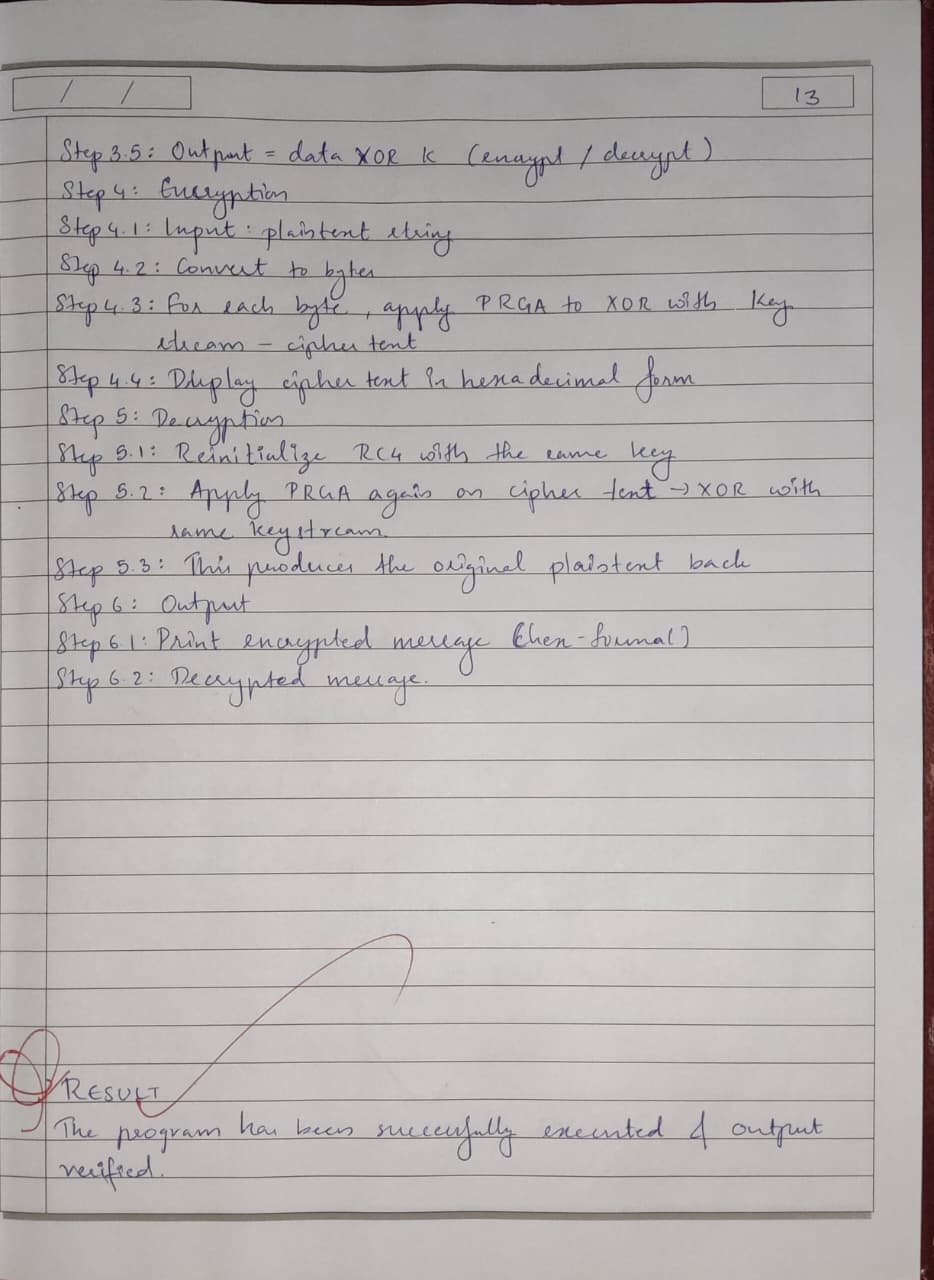 / /
13
Step 3.5: Output = data XOR K (encrypt / decrypt)
Step 4: Encryption
Step 4.1: Input: plaintext string
Step 4.2: Convert to bytes
Step 4.3: For each byte, apply PRGA to XOR with key
stream - cipher text
Step 4.4: Display cipher text in hexadecimal form
Step 5: Decryption
Step 5.1: Reinitialize RC4 with the same key
Step 5.2: Apply PRGA again on cipher text → XOR with
same keystream
Step 5.3: This produces the original plaintext back
Step 6: Output
Step 6.1: Print encrypted message (hex-format)
Step 6.2: Decrypted message.
RESULT
The program has been successfully executed & output
verified.